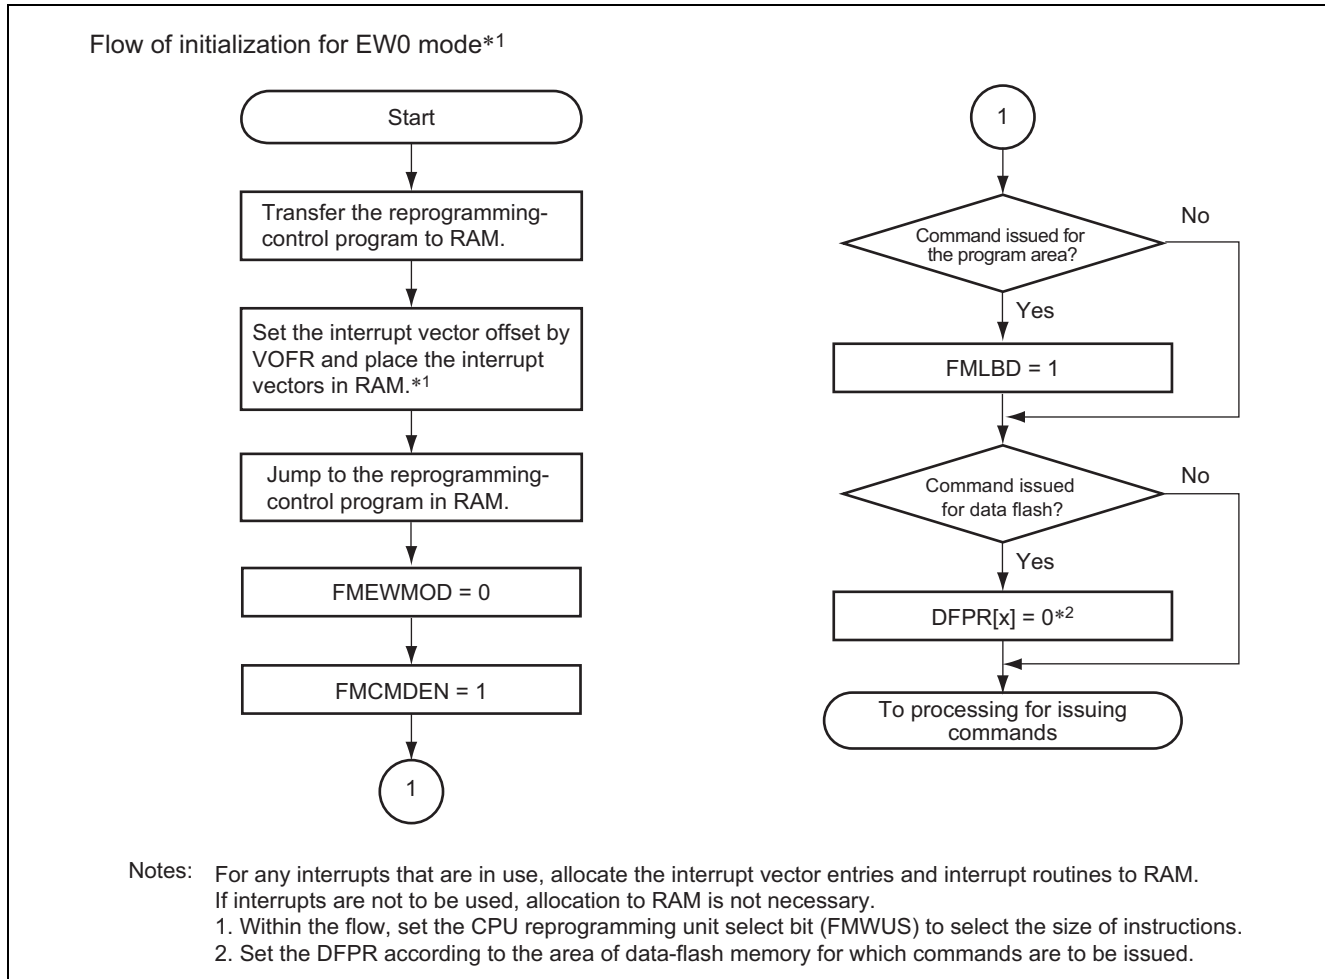 Flow of initialization for EW0 mode*1
Start
Transfer the reprogramming-
control program to RAM.
Set the interrupt vector offset by
VOFR and place the interrupt
vectors in RAM.*1
Jump to the reprogramming-
control program in RAM.
FMEWMOD = 0
FMCMDEN = 1
1
1
Command issued for
the program area?
No
Yes
FMLBD = 1
Command issued
for data flash?
No
Yes
DFPR[x] = 0*2
To processing for issuing
commands
Notes: For any interrupts that are in use, allocate the interrupt vector entries and interrupt routines to RAM.
If interrupts are not to be used, allocation to RAM is not necessary.
1. Within the flow, set the CPU reprogramming unit select bit (FMWUS) to select the size of instructions.
2. Set the DFPR according to the area of data-flash memory for which commands are to be issued.